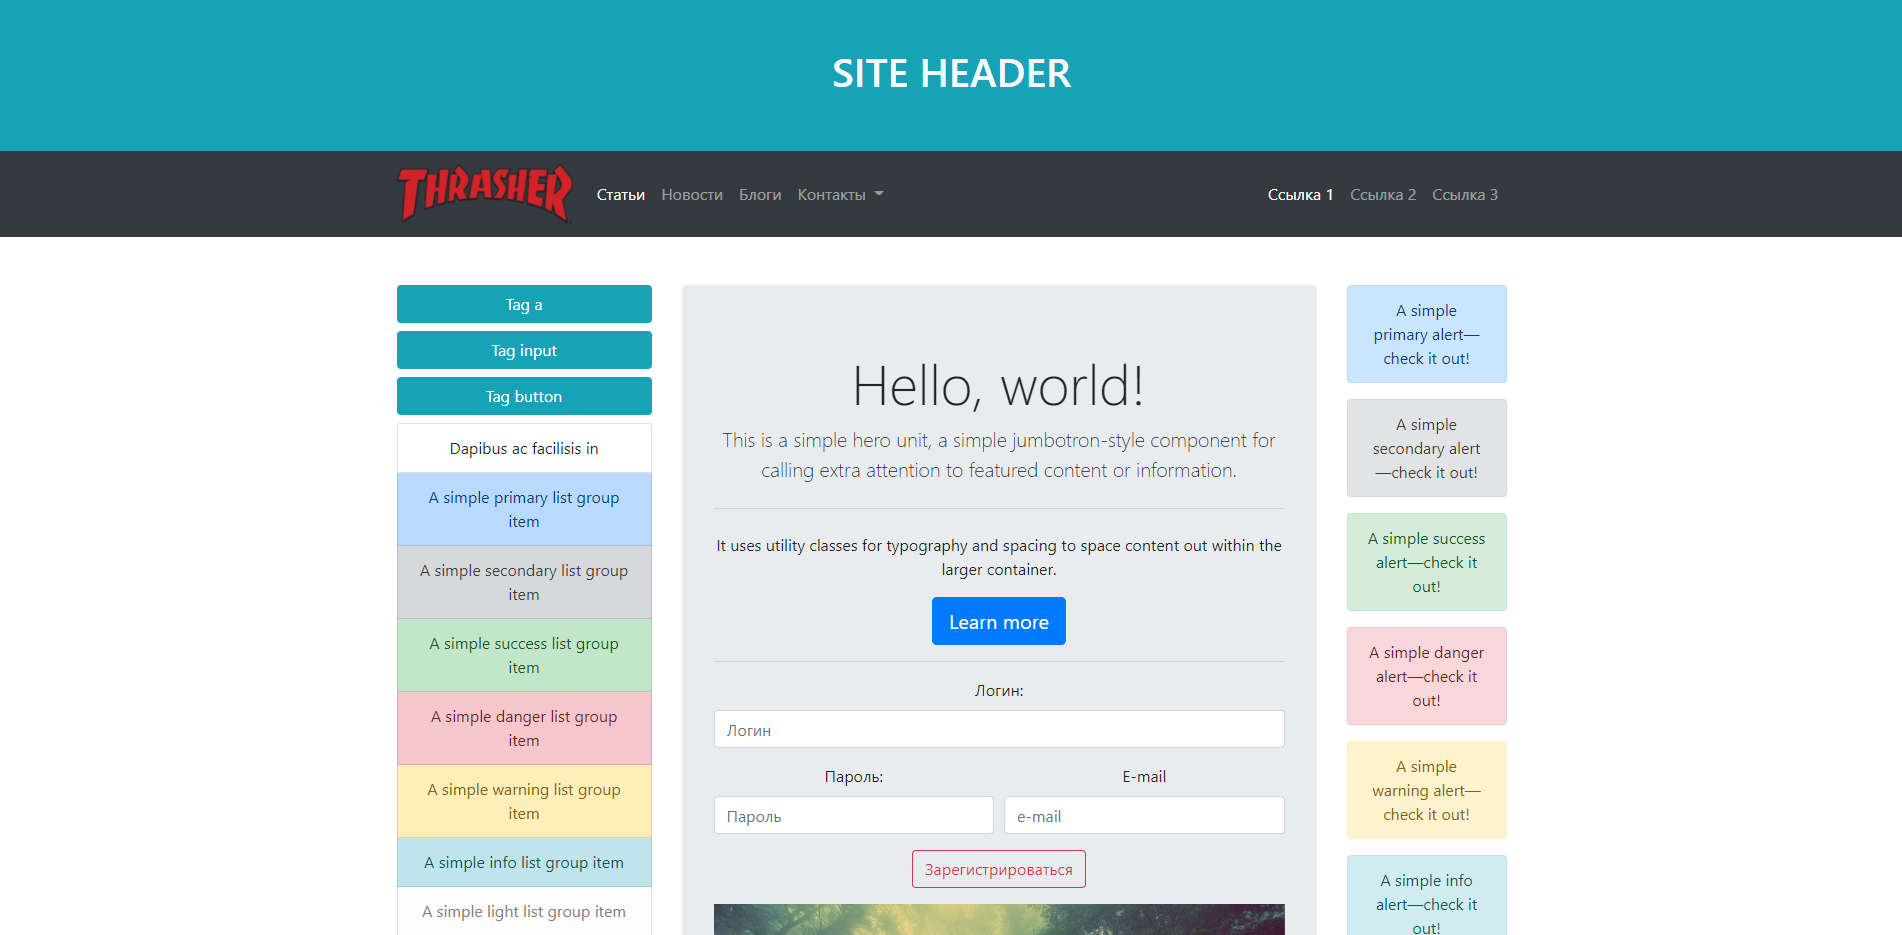 SITE HEADER
THRASHER
Статьи Новости Блоги Контакты
Ссылка 1 Ссылка 2 Ссылка 3
Tag a
Tag input
Tag button
Dapibus ac facilisis in
A simple primary list group
item
A simple secondary list group
item
A simple success list group
item
A simple danger list group
item
A simple warning list group
item
A simple info list group item
A simple light list group item
Hello, world!
This is a simple hero unit, a simple jumbotron-style component for
calling extra attention to featured content or information.
It uses utility classes for typography and spacing to space content out within the
larger container.
Learn more
Логин:
Логин
Пароль:
E-mail
Пароль
e-mail
Зарегистрироваться
A simple
primary alert—
check it out!
A simple
secondary alert
—check it out!
A simple success
alert—check it
out!
A simple danger
alert—check it
out!
A simple
warning alert—
check it out!
A simple info
alert—check it
out!